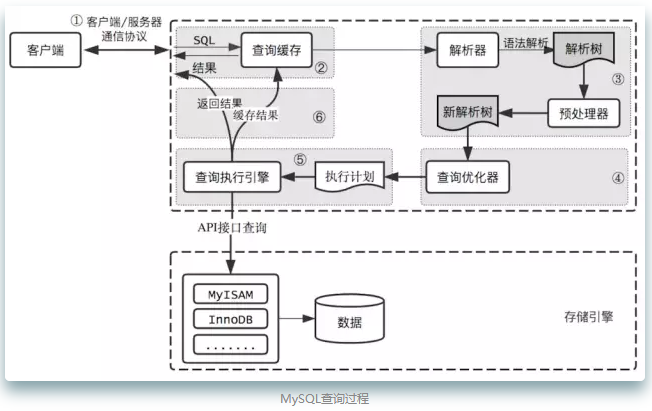 ① 客户端/服务器
通信协议
客户端
SQL
查询缓存
②
结果
返回结果
缓存结果
⑥
解析器
语法解析
解析树
③
新解析树
预处理器
查询执行引擎
⑤
执行计划
查询优化器
④
API接口查询
MyISAM
InnoDB
.......
数据
存储引擎
MySQL查询过程